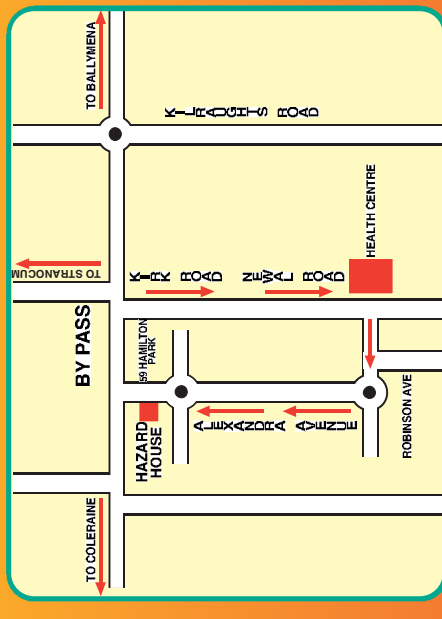 TO BALLYMENA
KILRAUGHTS ROAD
HEALTH CENTRE
TO STRANOCUM
KIRK ROAD
NEWAL ROAD
BY PASS
59 HAMILTON
PARK
HAZARD
HOUSE
ALEXANDRA AVENUE
ROBINSON AVE
TO COLERAINE